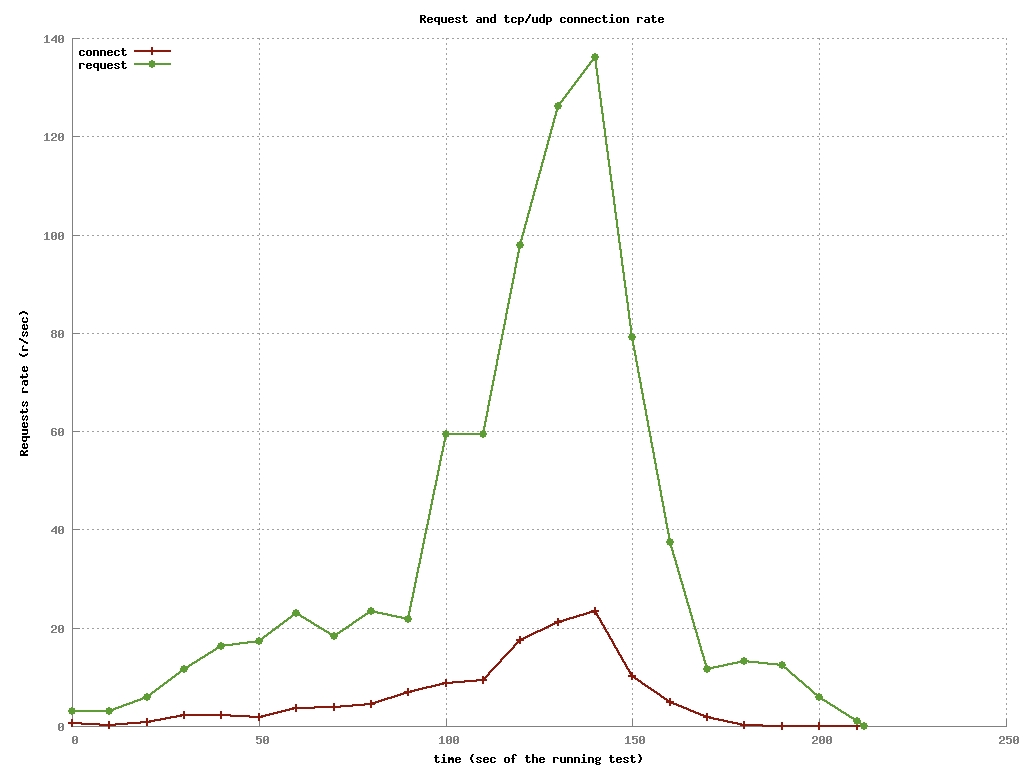 Request and tcp/udp connection rate
140
connect
request
120
100
80
Requests rate (r/sec)
60
40
20
0
0 50 100 150 200 250
time (sec of the running test)